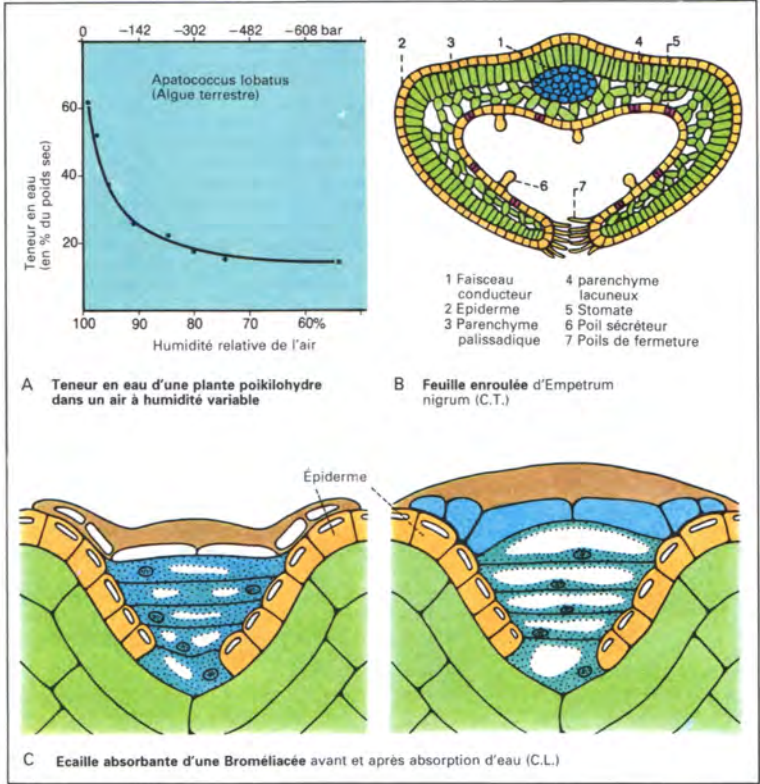 0 −142 −302 −482 −608 bar
Apatococcus lobatus
(Algue terrestre)
60
40
20
Teneur en eau
(en % du poids sec)
100 90 80 70 60%
Humidité relative de l'air
A Teneur en eau d'une plante poikilohydre
dans un air à humidité variable
2 3 1 4 5
6 7
1 Faisceau
conducteur
2 Epiderme
3 Parenchyme
palissadique
4 parenchyme
lacuneux
5 Stomate
6 Poil sécréteur
7 Poils de fermeture
B Feuille enroulée d'Empetrum
nigrum (C.T.)
Épiderme
C Ecaille absorbante d'une Broméliacée avant et après absorption d'eau (C.L.)